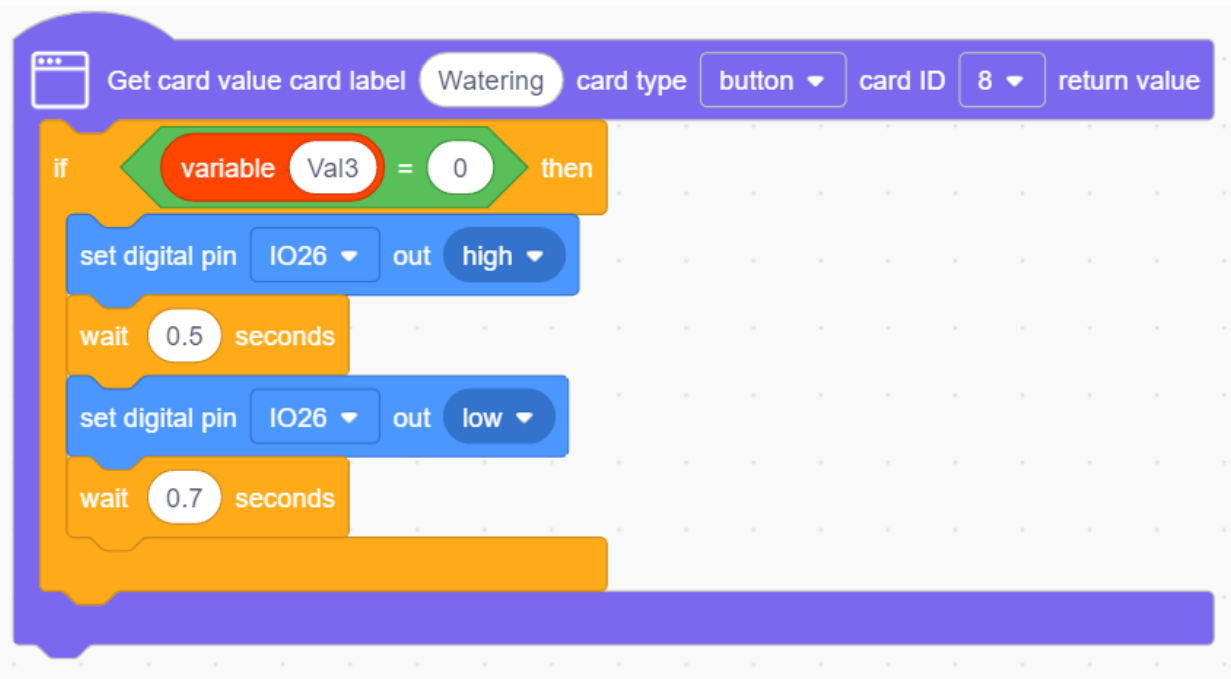 Get card value card label Watering card type button card ID 8 return value
if variable Val3 = 0 then
set digital pin IO26 out high
wait 0.5 seconds
set digital pin IO26 out low
wait 0.7 seconds